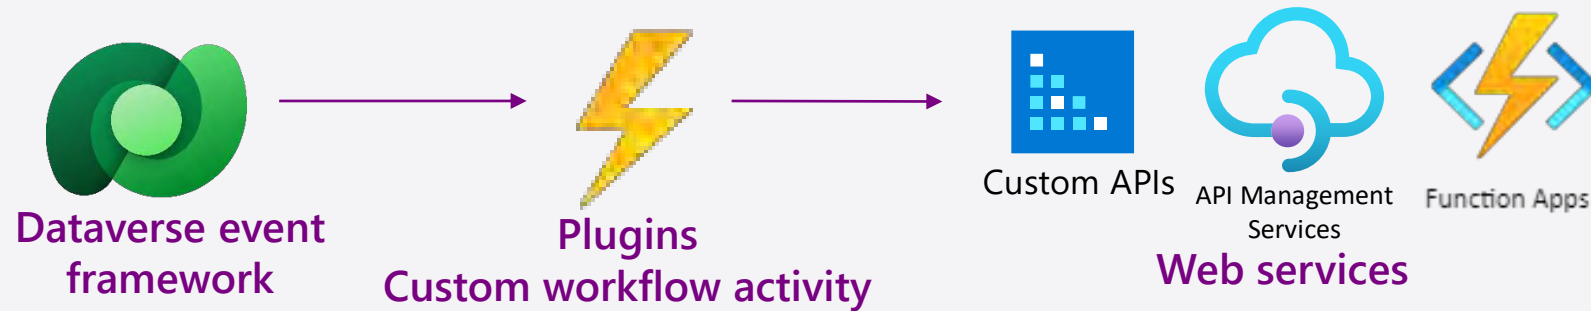 Dataverse event
framework
Plugins
Custom workflow activity
Custom APIs
API Management
Services
Function Apps
Web services